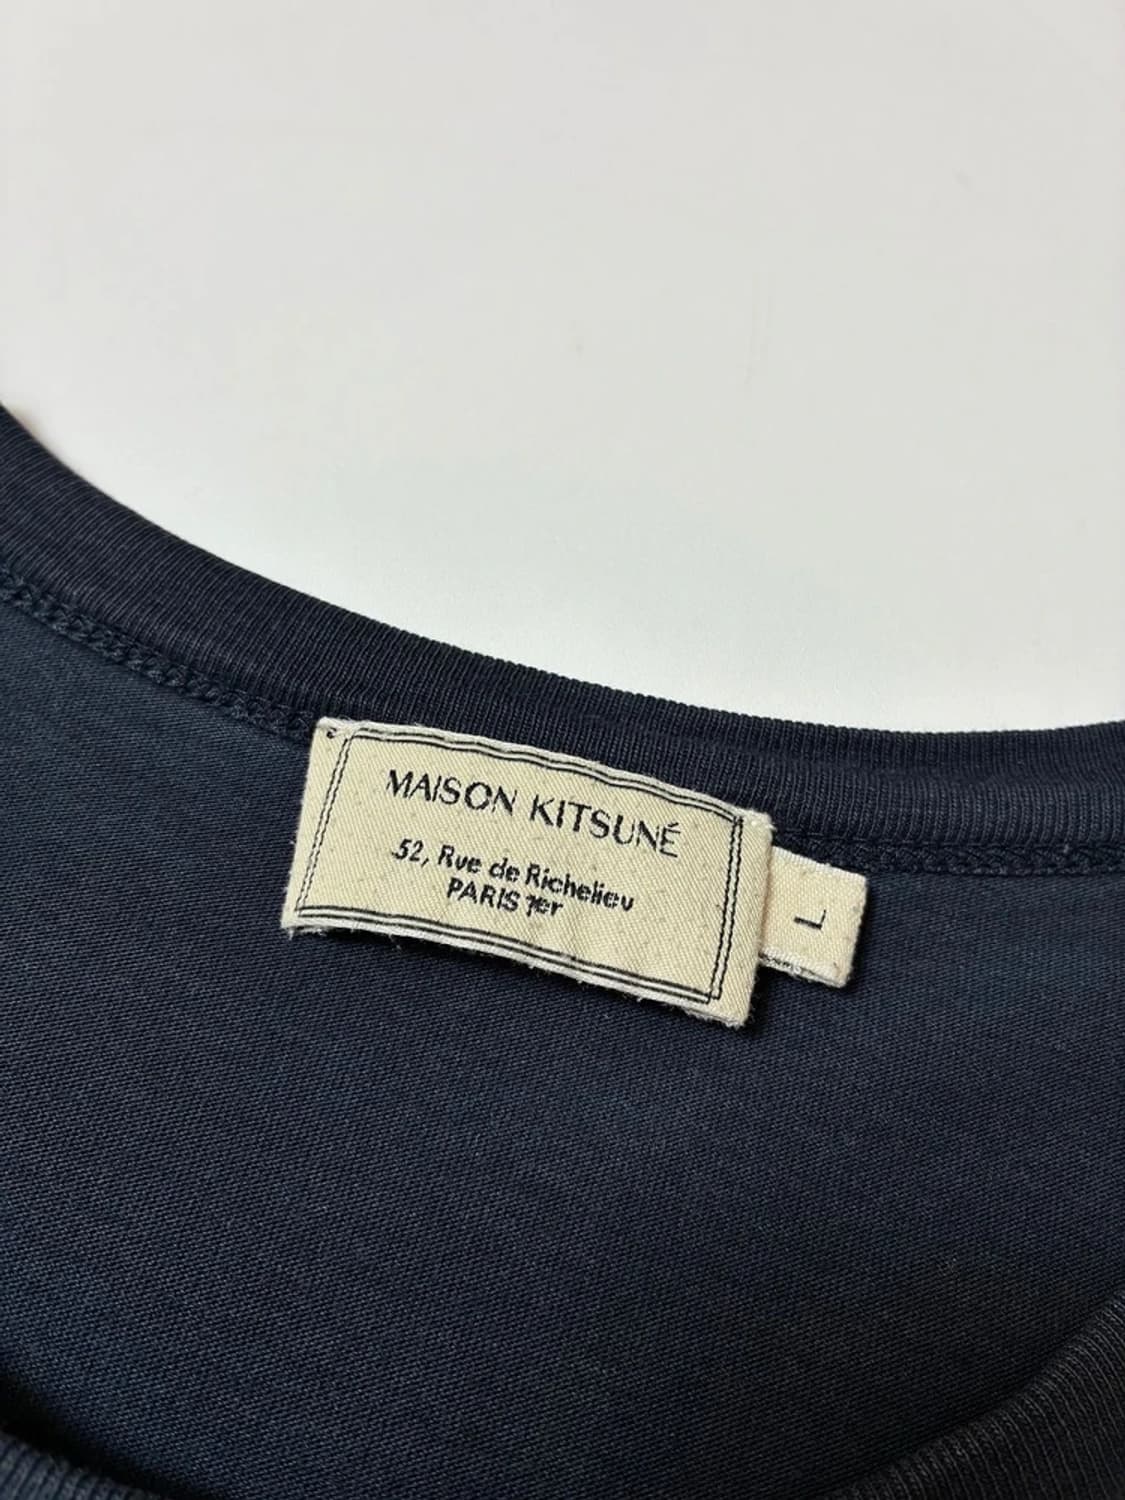 MAISON KITSUNÉ
52, Rue de Richelieu
PARIS 1er
L